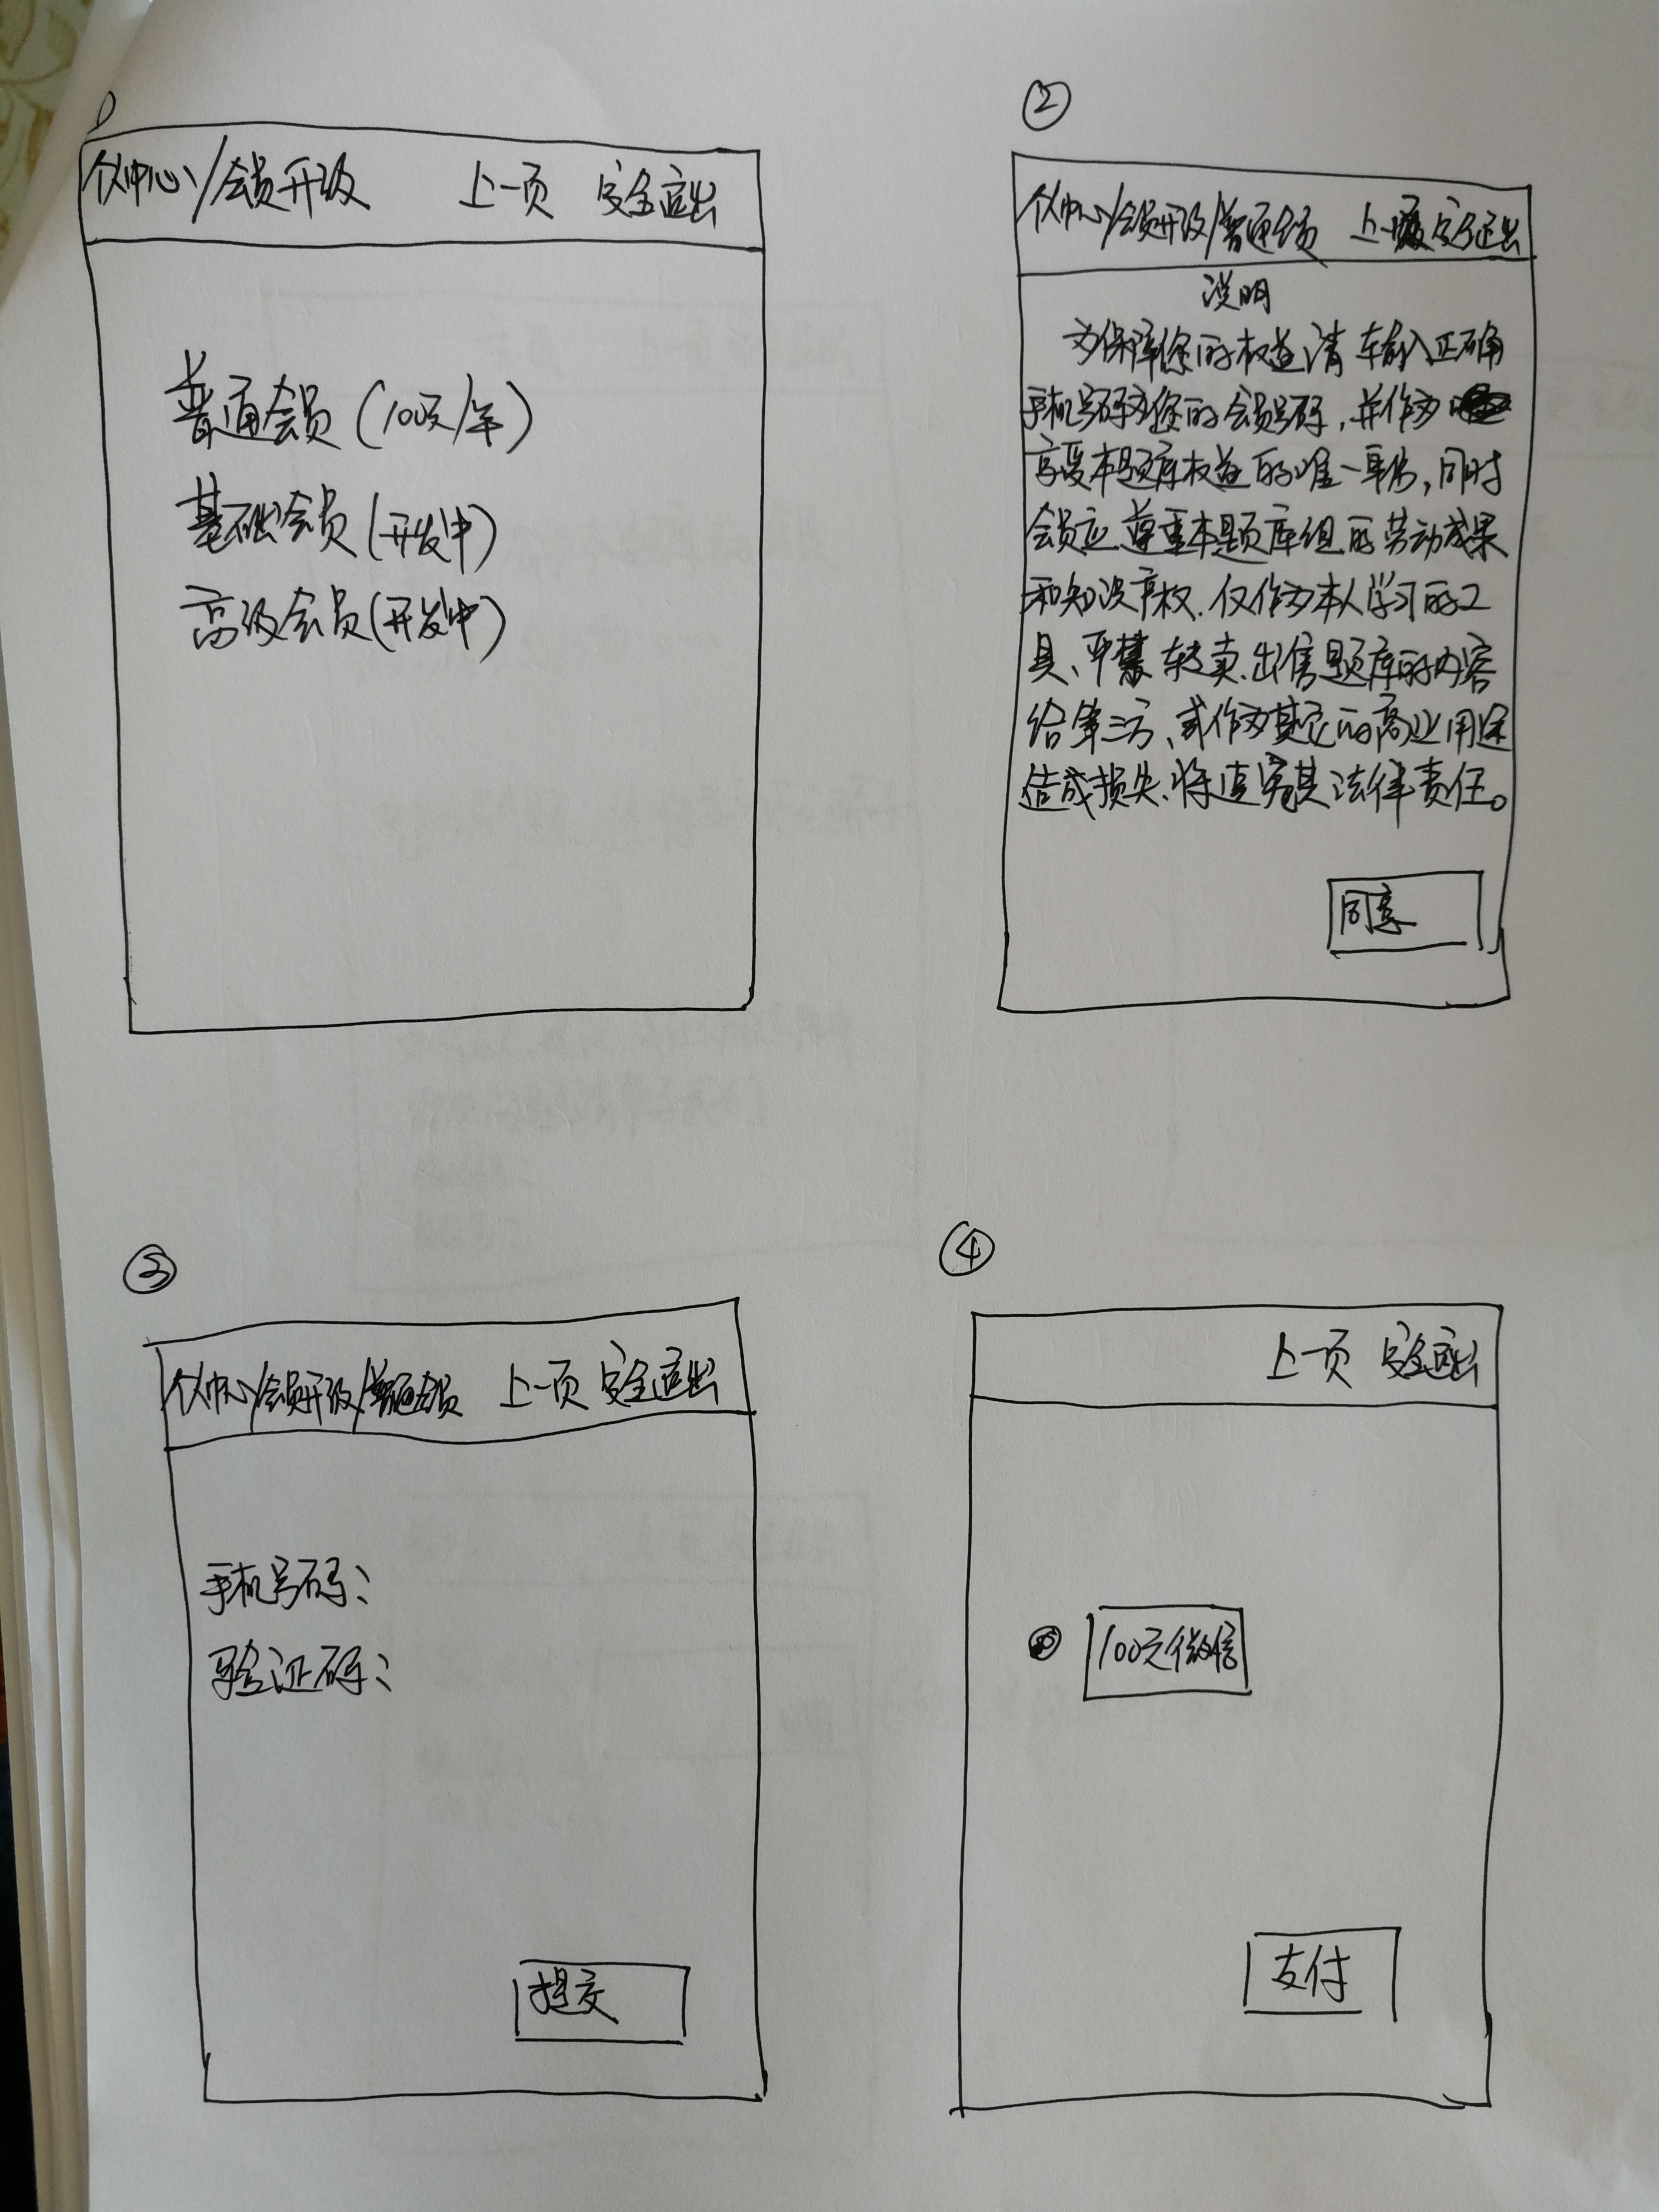 ①
个人中心/会员升级 上一页 安全退出
普通会员(100元/年)
基础会员(开发中)
高级会员(开发中)
②
个人中心/会员升级/普通会员 上一页 安全退出
说明
为保障您的权益,请输入正确
手机号码为您的会员号码,并作为
享受本题库权益的唯一身份,同时
会员应尊重本题库组的劳动成果
和知识产权.仅作为本人学习的工
具、严禁转卖.出售题库的内容
给第三方、或作为其它的商业用途
造成损失、将追究其法律责任。
同意
③
个人中心/会员升级/普通会员 上一页 安全退出
手机号码:
验证码:
提交
④
上一页 安全退出
100元微信
支付